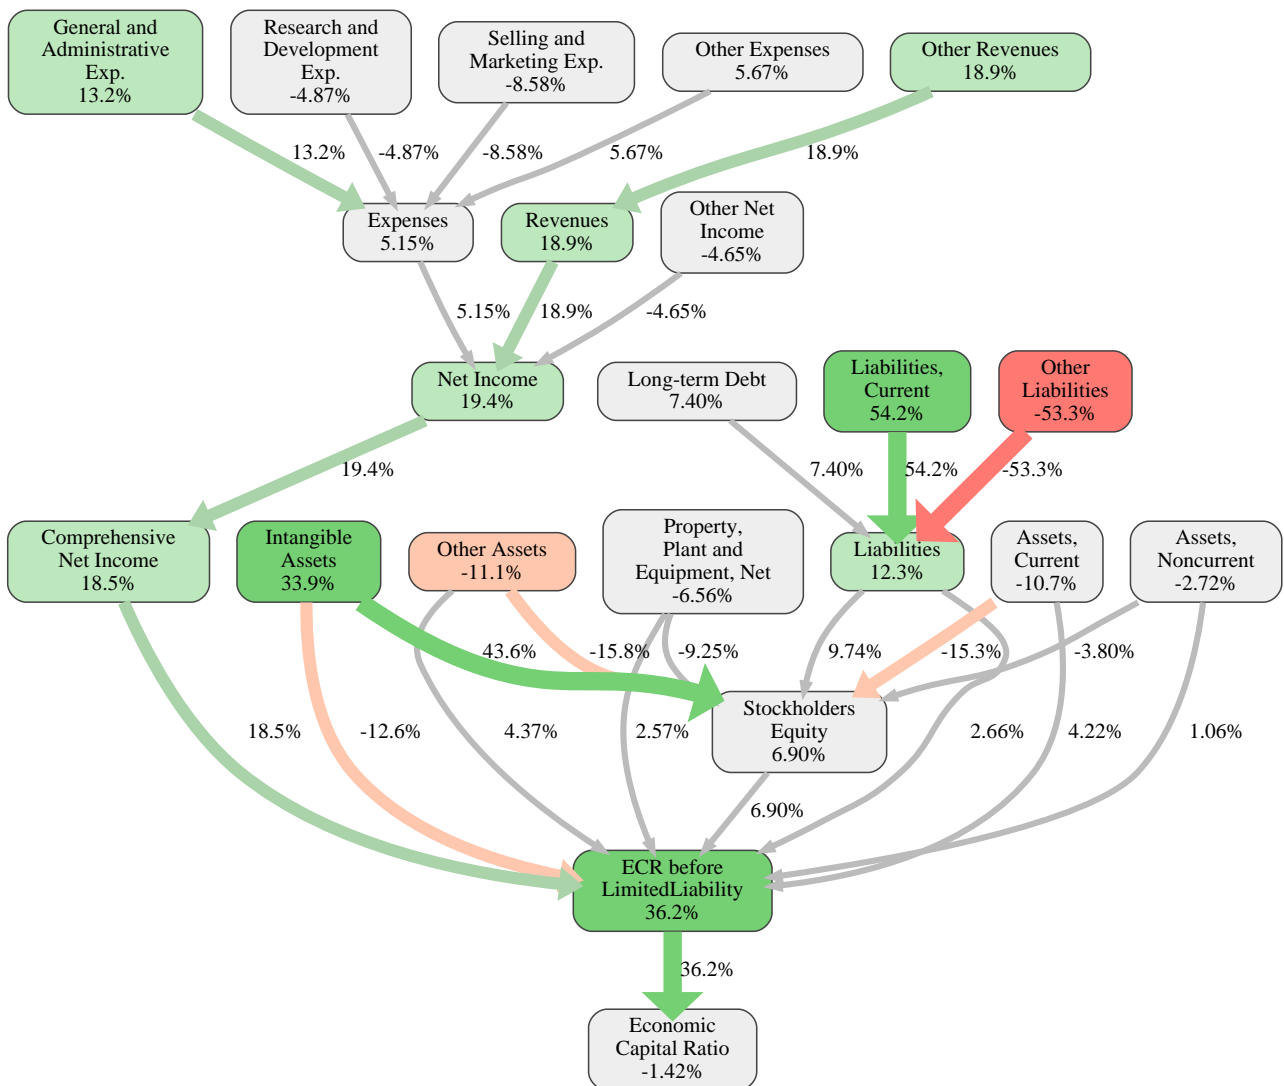 General and
Administrative
Exp.
13.2%
Research and
Development
Exp.
-4.87%
Selling and
Marketing Exp.
-8.58%
Other Expenses
5.67%
Other Revenues
18.9%
13.2%
-4.87%
-8.58%
5.67%
18.9%
Expenses
5.15%
Revenues
18.9%
Other Net
Income
-4.65%
5.15%
18.9%
-4.65%
Net Income
19.4%
Long-term Debt
7.40%
Liabilities,
Current
54.2%
Other
Liabilities
-53.3%
19.4%
7.40%
54.2%
-53.3%
Comprehensive
Net Income
18.5%
Intangible
Assets
33.9%
Other Assets
-11.1%
Property,
Plant and
Equipment, Net
-6.56%
Liabilities
12.3%
Assets,
Current
-10.7%
Assets,
Noncurrent
-2.72%
43.6%
-15.8%
-9.25%
9.74%
-15.3%
-3.80%
Stockholders
Equity
6.90%
18.5%
-12.6%
4.37%
2.57%
2.66%
4.22%
1.06%
6.90%
ECR before
LimitedLiability
36.2%
36.2%
Economic
Capital Ratio
-1.42%